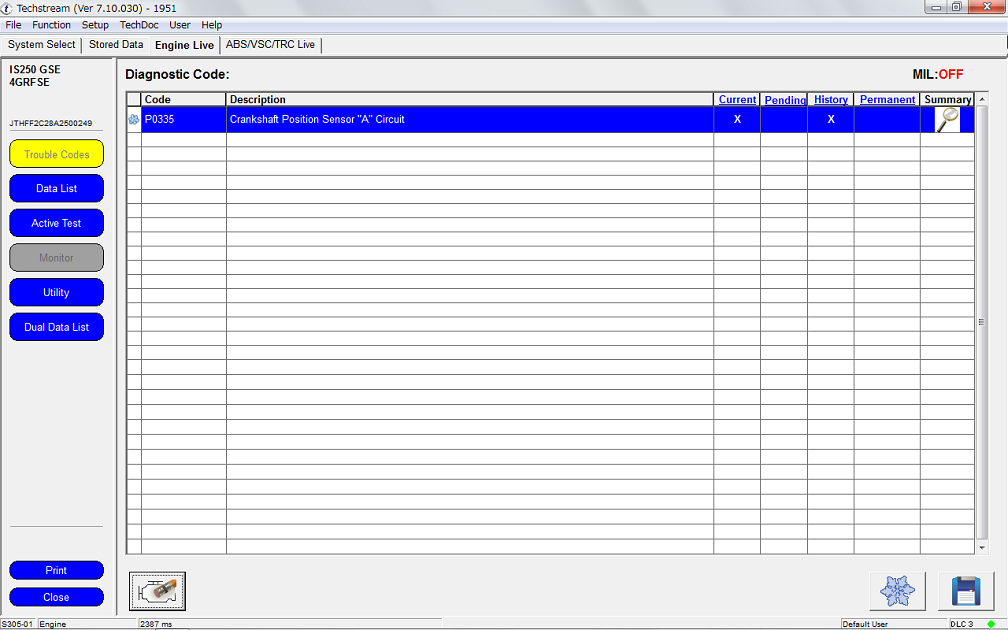 Techstream (Ver 7.10.030) - 1951
File Function Setup TechDoc User Help
System Select Stored Data Engine Live ABS/VSC/TRC Live
IS250 GSE
4GRFSE
JTHFF2C28A2500249
Trouble Codes
Data List
Active Test
Monitor
Utility
Dual Data List
Print
Close
Diagnostic Code: MIL:OFF
Code Description Current Pending History Permanent Summary
P0335 Crankshaft Position Sensor "A" Circuit X X
S305-01 Engine 2387 ms Default User DLC 3